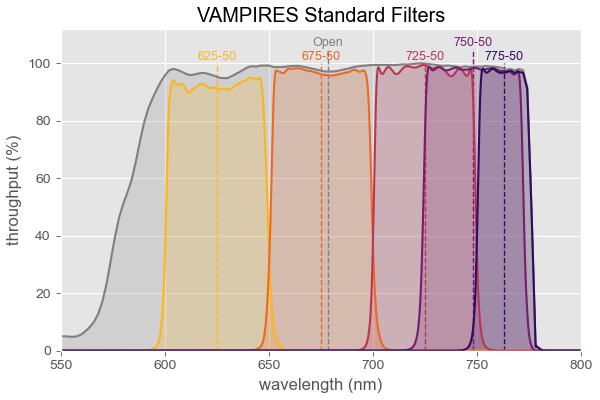 VAMPIRES Standard Filters
Open 750-50
625-50 675-50 725-50 775-50
throughput (%)
100
80
60
40
20
0
550 600 650 700 750 800
wavelength (nm)